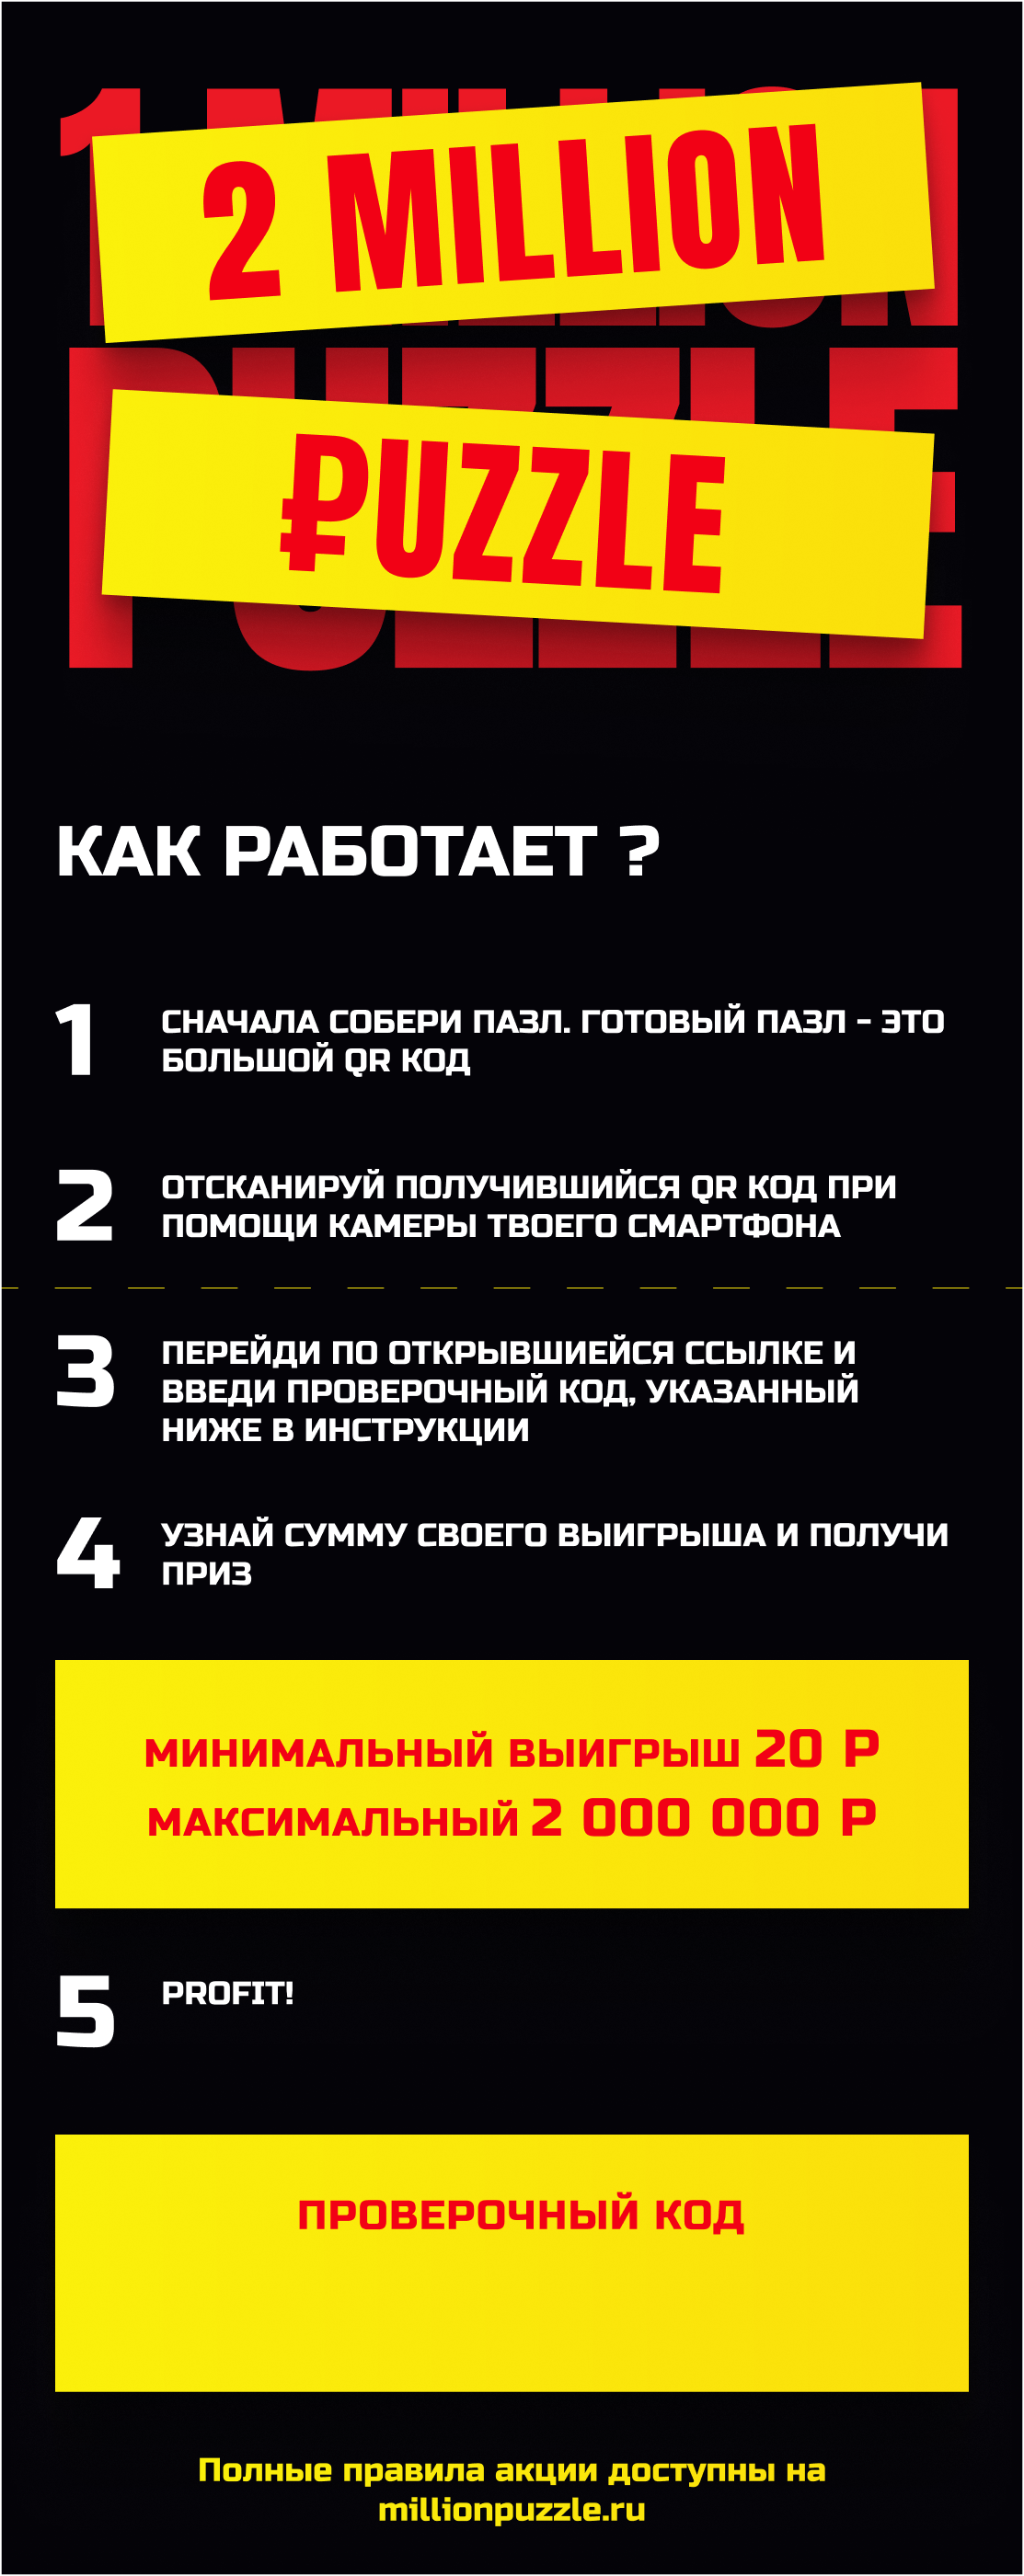 1 MILLION
2 MILLION
PUZZLE
₽UZZLE
КАК РАБОТАЕТ ?
1
СНАЧАЛА СОБЕРИ ПАЗЛ. ГОТОВЫЙ ПАЗЛ - ЭТО
БОЛЬШОЙ QR КОД
2
ОТСКАНИРУЙ ПОЛУЧИВШИЙСЯ QR КОД ПРИ
ПОМОЩИ КАМЕРЫ ТВОЕГО СМАРТФОНА
3
ПЕРЕЙДИ ПО ОТКРЫВШИЕЙСЯ ССЫЛКЕ И
ВВЕДИ ПРОВЕРОЧНЫЙ КОД, УКАЗАННЫЙ
НИЖЕ В ИНСТРУКЦИИ
4
УЗНАЙ СУММУ СВОЕГО ВЫИГРЫША И ПОЛУЧИ
ПРИЗ
МИНИМАЛЬНЫЙ ВЫИГРЫШ 20 Р
МАКСИМАЛЬНЫЙ 2 000 000 Р
5
PROFIT!
ПРОВЕРОЧНЫЙ КОД
Полные правила акции доступны на
millionpuzzle.ru